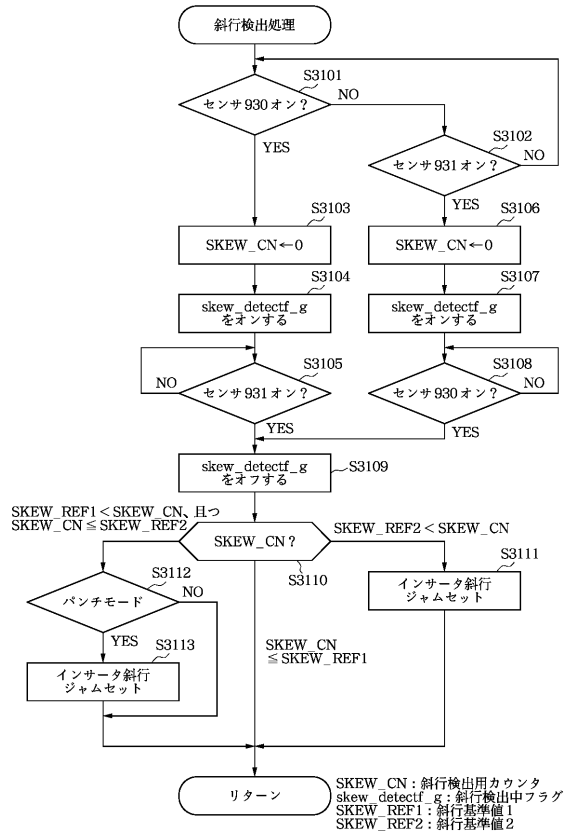 斜行検出処理
S3101
センサ930オン?
NO
YES
S3102
センサ931オン?
NO
YES
S3103
SKEW_CN←0
S3106
SKEW_CN←0
S3104
skew_detectf_g
をオンする
S3107
skew_detectf_g
をオンする
S3105
NO
センサ931オン?
YES
S3108
センサ930オン?
NO
YES
skew_detectf_g
をオフする
S3109
SKEW_REF1<SKEW_CN、且つ
SKEW_CN≦SKEW_REF2
SKEW_CN?
SKEW_REF2<SKEW_CN
S3110
S3111
インサータ斜行
ジャムセット
S3112
パンチモード
NO
YES
SKEW_CN
≦SKEW_REF1
S3113
インサータ斜行
ジャムセット
リターン
SKEW_CN:斜行検出用カウンタ
skew_detectf_g:斜行検出中フラグ
SKEW_REF1:斜行基準値1
SKEW_REF2:斜行基準値2